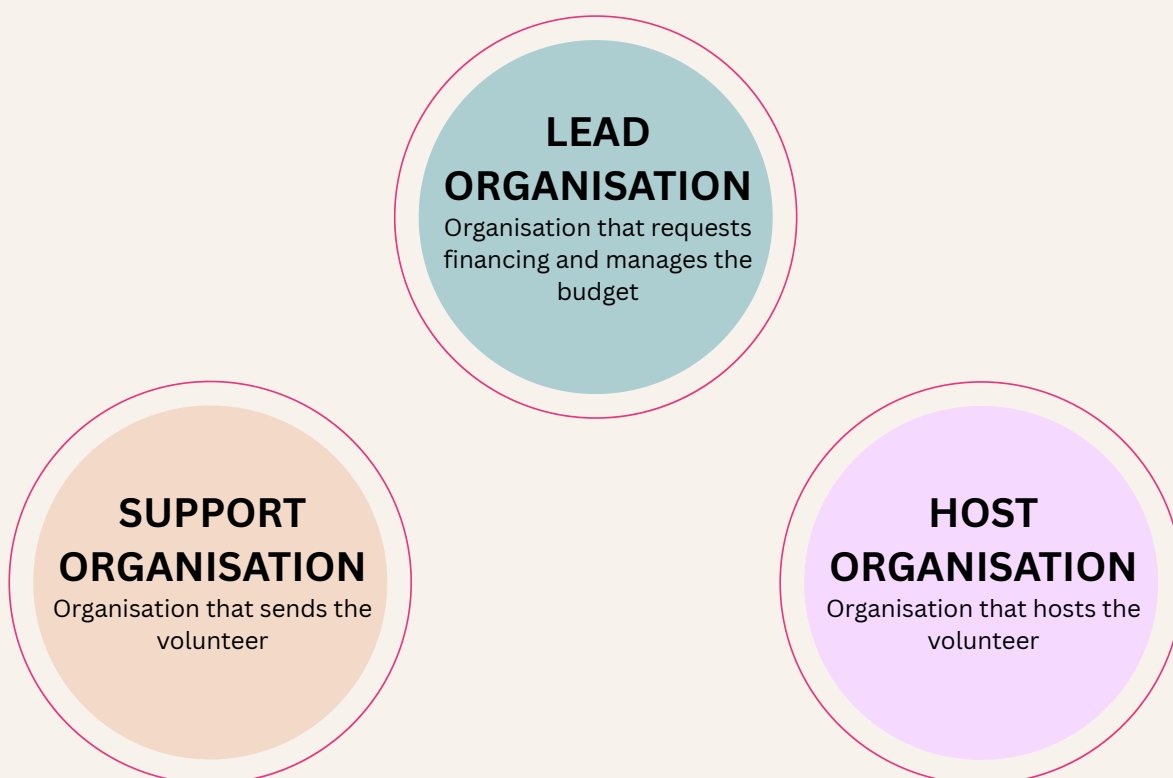 LEAD
ORGANISATION
Organisation that requests
financing and manages the
budget
SUPPORT
ORGANISATION
Organisation that sends the
volunteer
HOST
ORGANISATION
Organisation that hosts the
volunteer